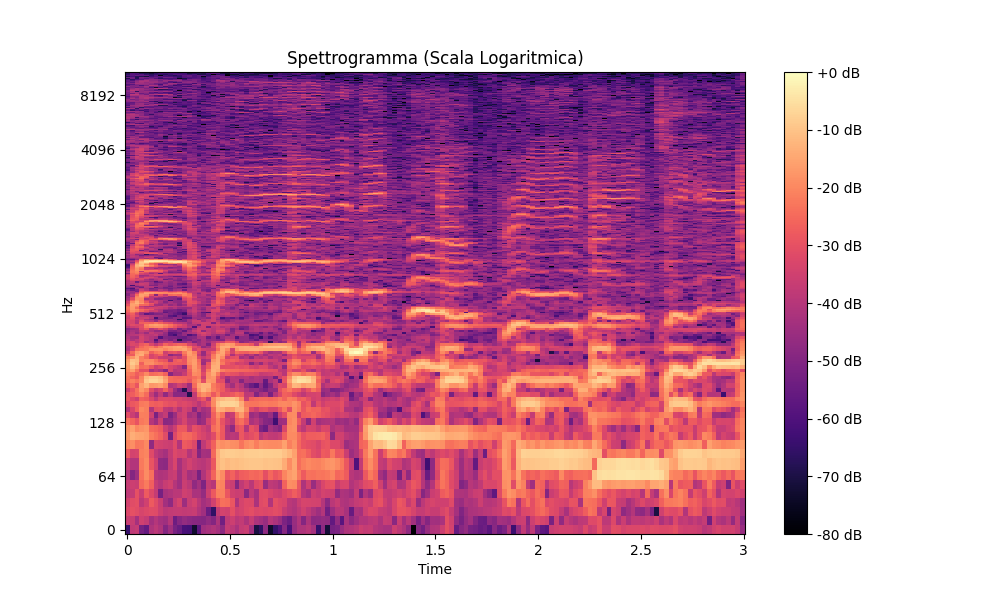 Spettrogramma (Scala Logaritmica)
Hz
8192
4096
2048
1024
512
256
128
64
0
0
0.5
1
1.5
2
2.5
3
Time
+0 dB
-10 dB
-20 dB
-30 dB
-40 dB
-50 dB
-60 dB
-70 dB
-80 dB